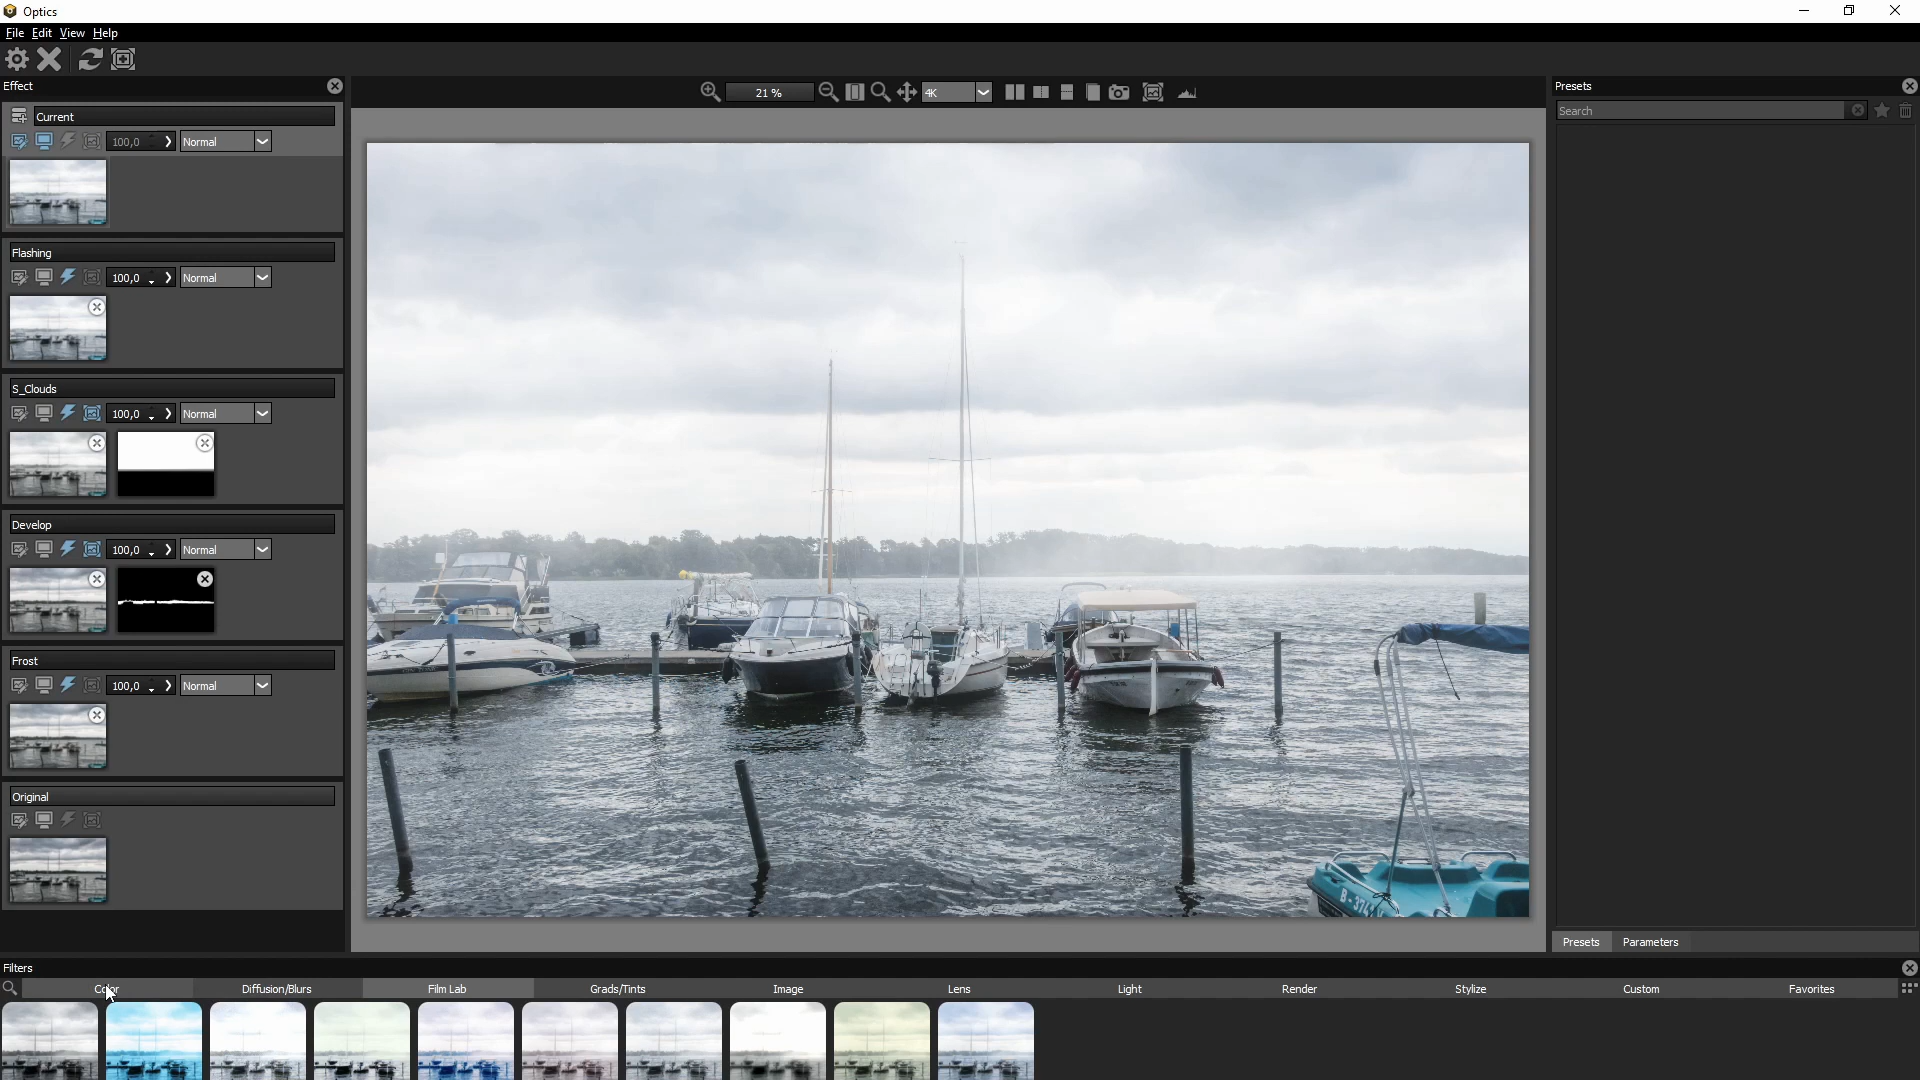 Optics
File Edit View Help
Effect
Current
100,0 Normal
Flashing
100,0 Normal
S_Clouds
100,0 Normal
Develop
100,0 Normal
Frost
100,0 Normal
Original
21 % 4K
Presets
Search
Presets Parameters
Filters
Color Diffusion/Blurs Film Lab Grads/Tints Image Lens Light Render Stylize Custom Favorites